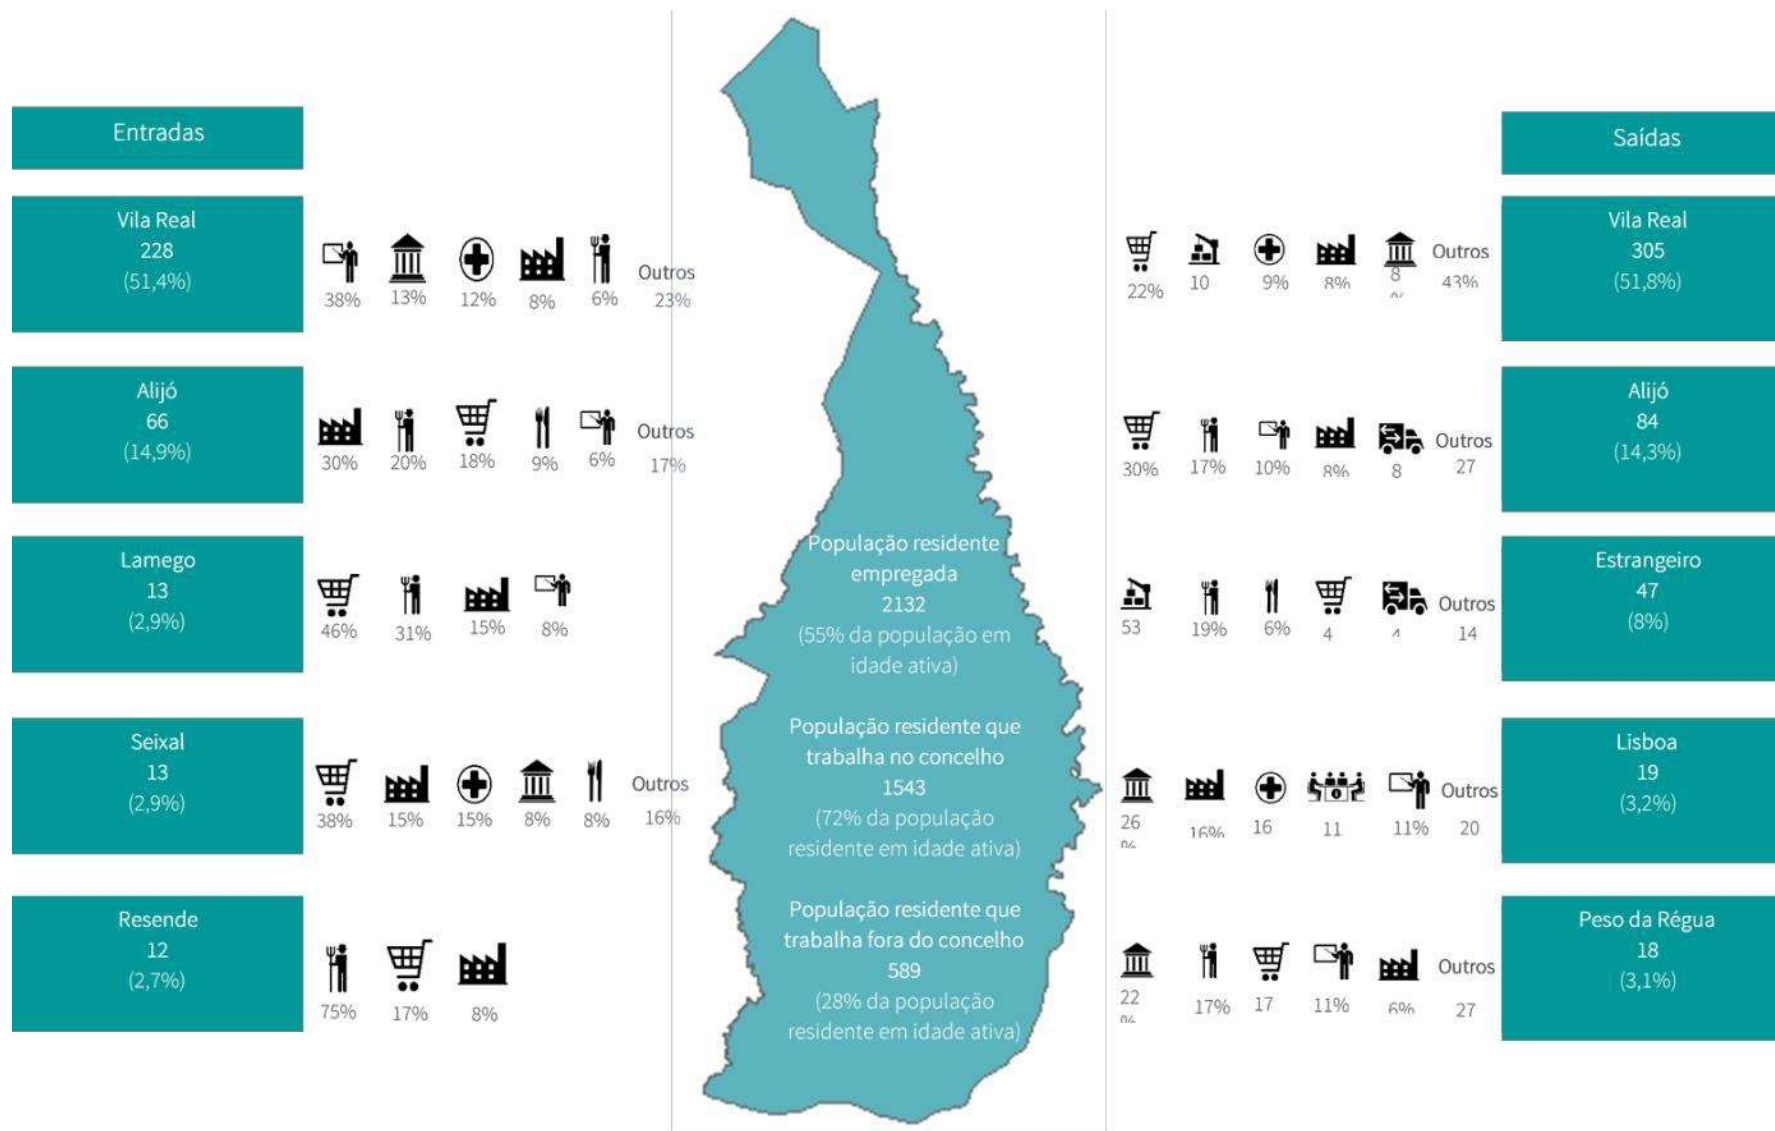 Entradas
Vila Real
228
(51,4%)
38% 13% 12% 8% 6% Outros 23%
Alijó
66
(14,9%)
30% 20% 18% 9% 6% Outros 17%
Lamego
13
(2,9%)
46% 31% 15% 8%
Seixal
13
(2,9%)
38% 15% 15% 8% 8% Outros 16%
Resende
12
(2,7%)
75% 17% 8%
População residente
empregada
2132
(55% da população em
idade ativa)
População residente que
trabalha no concelho
1543
(72% da população
residente em idade ativa)
População residente que
trabalha fora do concelho
589
(28% da população
residente em idade ativa)
Saídas
Vila Real
305
(51,8%)
22% 10 9% 8% 8 % Outros 43%
Alijó
84
(14,3%)
30% 17% 10% 8% 8 Outros 27
Estrangeiro
47
(8%)
53 19% 6% 4 4 Outros 14
Lisboa
19
(3,2%)
26 % 16% 16 11 11% Outros 20
Peso da Régua
18
(3,1%)
22 % 17% 17 11% 6% Outros 27